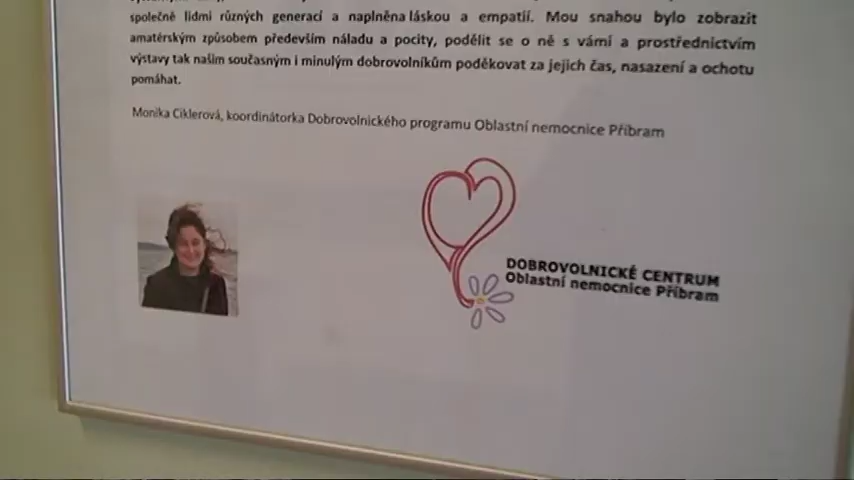 společně lidmi různých generací a naplněna láskou a empatií. Mou snahou bylo zobrazit
amatérským způsobem především náladu a pocity, podělit se o ně s vámi a prostřednictvím
výstavy tak našim současným i minulým dobrovolníkům poděkovat za jejich čas, nasazení a ochotu
pomáhat.
Monika Ciklerová, koordinátorka Dobrovolnického programu Oblastní nemocnice Příbram
DOBROVOLNICKÉ CENTRUM
Oblastní nemocnice Příbram